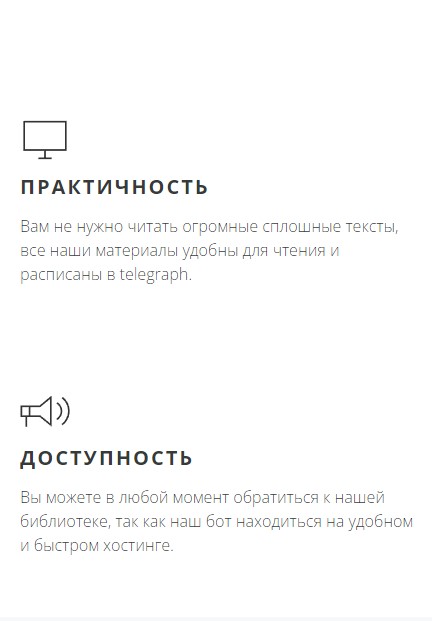 ПРАКТИЧНОСТЬ
Вам не нужно читать огромные сплошные тексты,
все наши материалы удобны для чтения и
расписаны в telegraph.
ДОСТУПНОСТЬ
Вы можете в любой момент обратиться к нашей
библиотеке, так как наш бот находиться на удобном
и быстром хостинге.